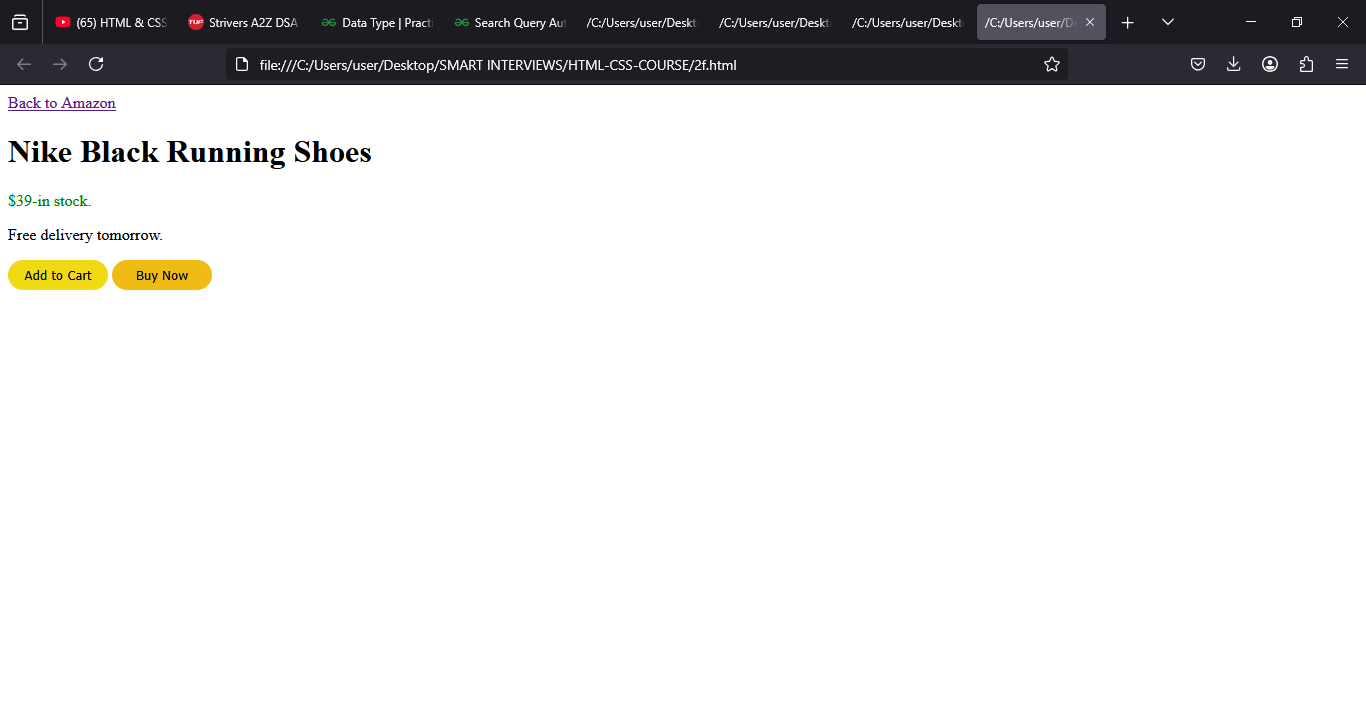 (65) HTML & CSS
Strivers A2Z DSA
Data Type | Practi
Search Query Aut
/C:/Users/user/Deskt
/C:/Users/user/Deskt
/C:/Users/user/Deskt
/C:/Users/user/De
file:///C:/Users/user/Desktop/SMART INTERVIEWS/HTML-CSS-COURSE/2f.html
Back to Amazon
Nike Black Running Shoes
$39-in stock.
Free delivery tomorrow.
Add to Cart
Buy Now